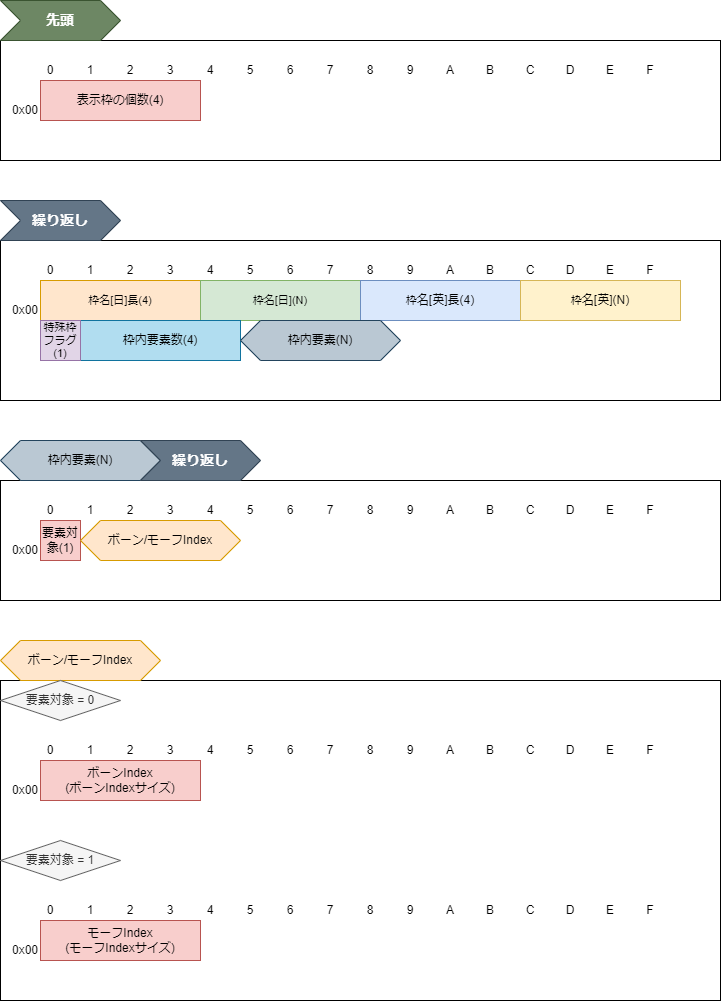 先頭
0 1 2 3 4 5 6 7 8 9 A B C D E F
0x00 表示枠の個数(4)
繰り返し
0 1 2 3 4 5 6 7 8 9 A B C D E F
0x00 枠名[日]長(4) 枠名[日](N) 枠名[英]長(4) 枠名[英](N)
特殊枠
フラグ
(1)
枠内要素数(4) 枠内要素(N)
枠内要素(N) 繰り返し
0 1 2 3 4 5 6 7 8 9 A B C D E F
0x00 要素対
象(1)
ボーン/モーフIndex
ボーン/モーフIndex
要素対象 = 0
0 1 2 3 4 5 6 7 8 9 A B C D E F
0x00 ボーンIndex
(ボーンIndexサイズ)
要素対象 = 1
0 1 2 3 4 5 6 7 8 9 A B C D E F
0x00 モーフIndex
(モーフIndexサイズ)